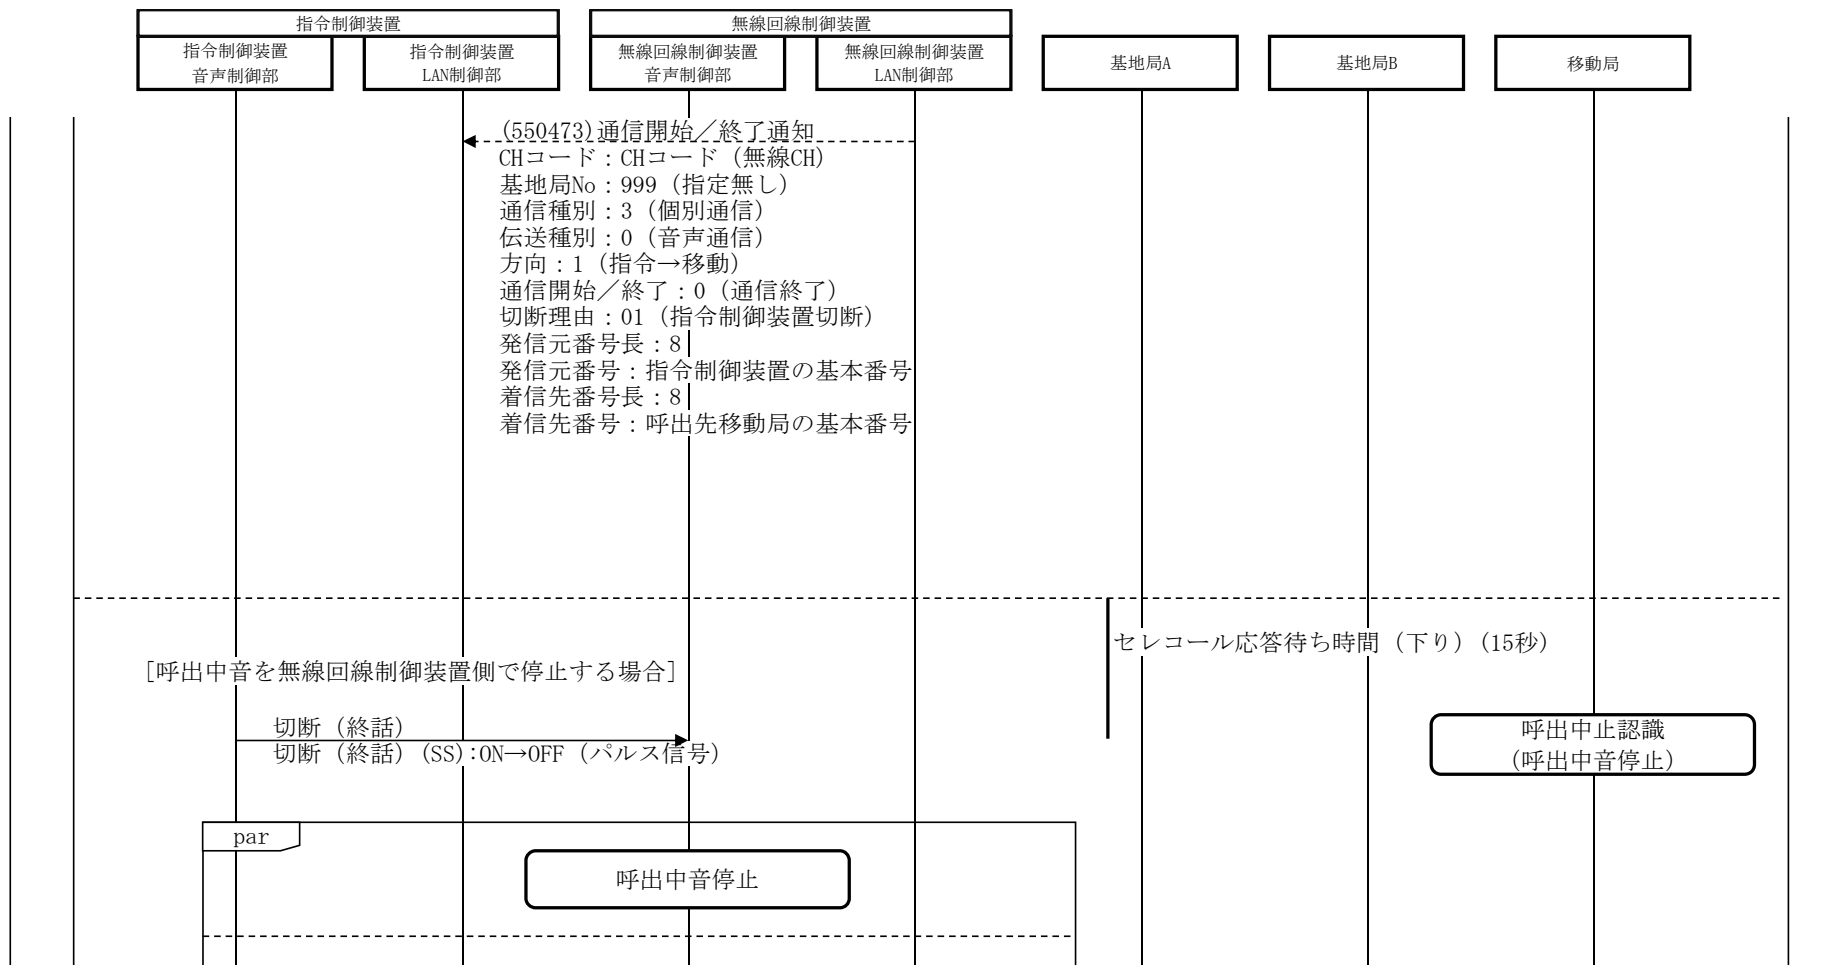 指令制御装置
無線回線制御装置
指令制御装置
音声制御部
指令制御装置
LAN制御部
無線回線制御装置
音声制御部
無線回線制御装置
LAN制御部
基地局A
基地局B
移動局
(550473)通信開始／終了通知
CHコード：CHコード（無線CH）
基地局No：999（指定無し）
通信種別：3（個別通信）
伝送種別：0（音声通信）
方向：1（指令→移動）
通信開始／終了：0（通信終了）
切断理由：01（指令制御装置切断）
発信元番号長：8
発信元番号：指令制御装置の基本番号
着信先番号長：8
着信先番号：呼出先移動局の基本番号
セレコール応答待ち時間（下り）(15秒)
[呼出中音を無線回線制御装置側で停止する場合]
切断（終話）
切断（終話）(SS):ON→OFF（パルス信号）
呼出中止認識
（呼出中音停止）
par
呼出中音停止